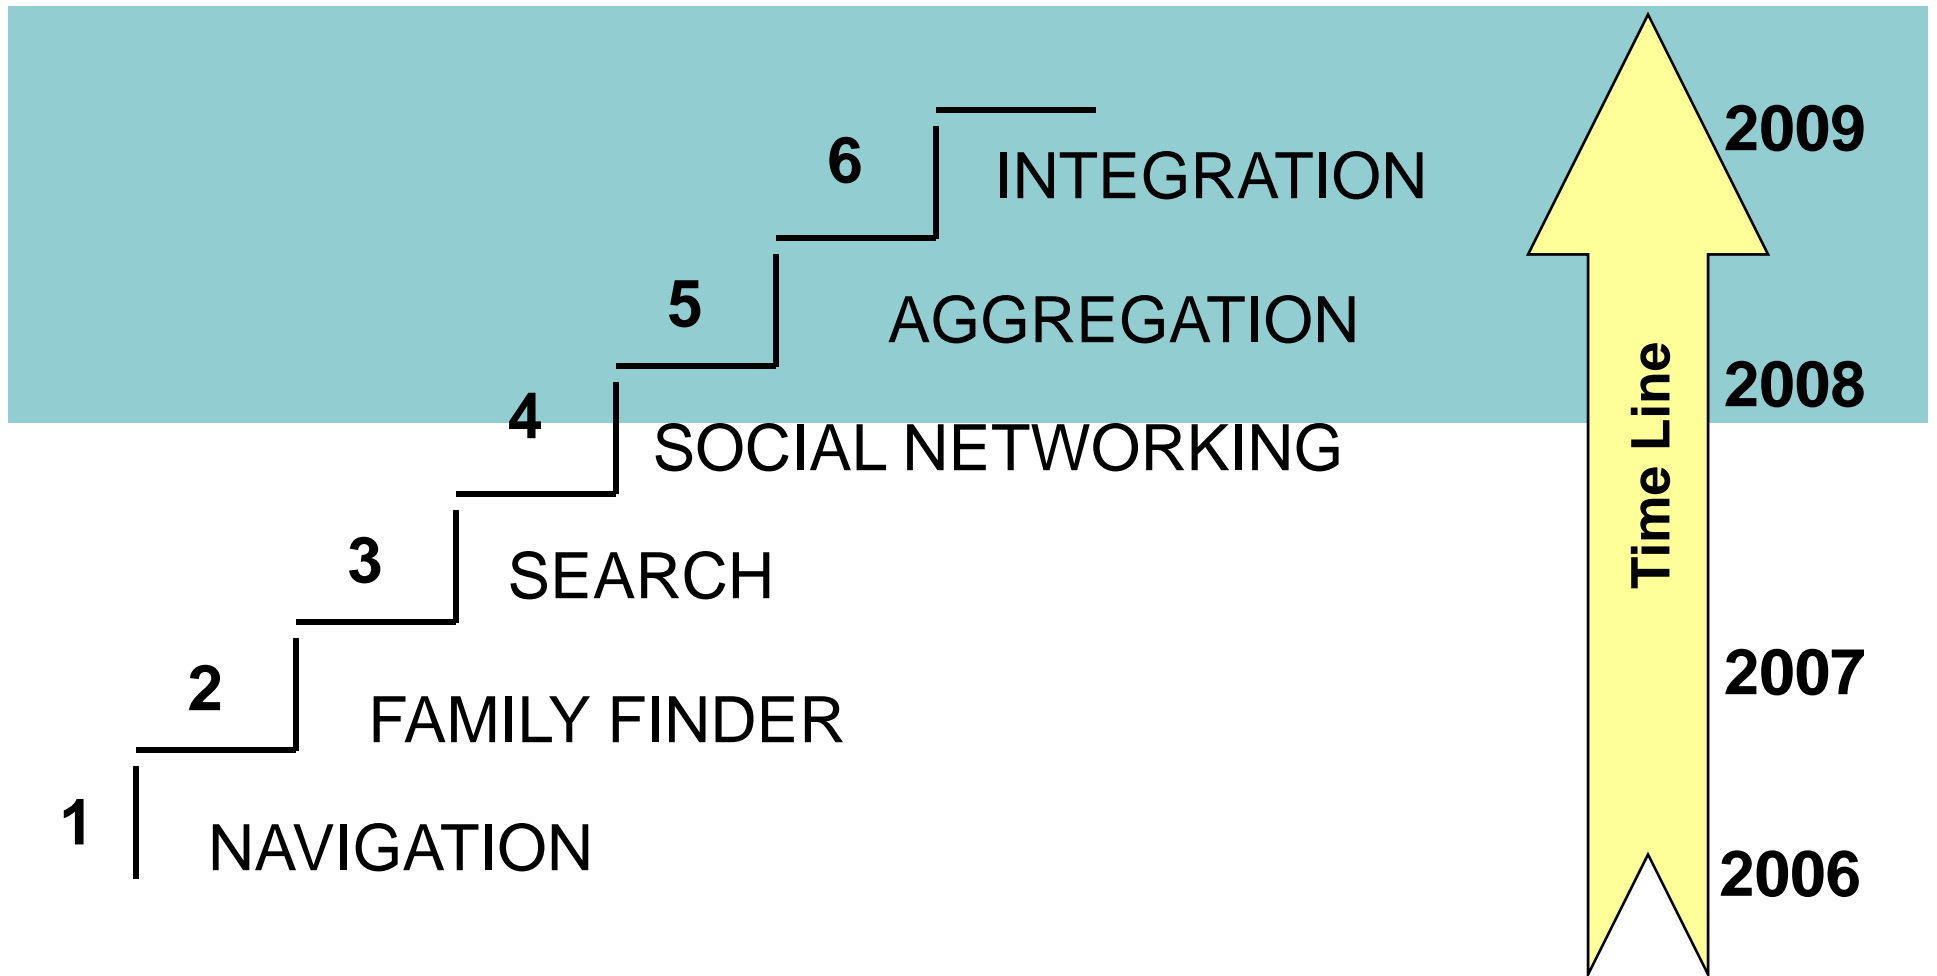 2009
6
INTEGRATION
5
AGGREGATION
2008
4
SOCIAL NETWORKING
Time Line
3
SEARCH
2007
2
FAMILY FINDER
1
NAVIGATION
2006